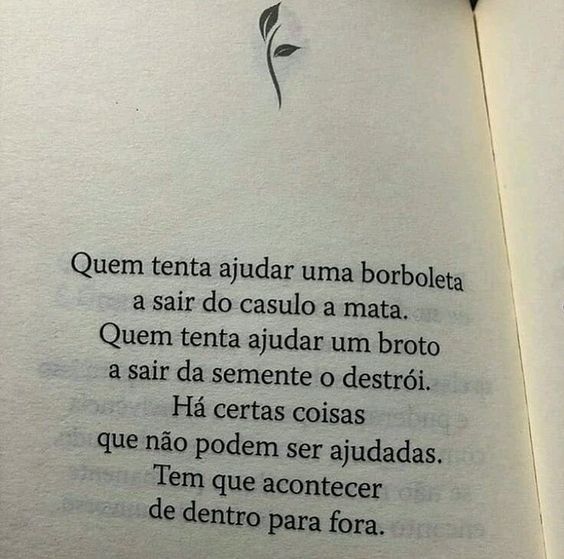 Quem tenta ajudar uma borboleta
a sair do casulo a mata.
Quem tenta ajudar um broto
a sair da semente o destrói.
Há certas coisas
que não podem ser ajudadas.
Tem que acontecer
de dentro para fora.